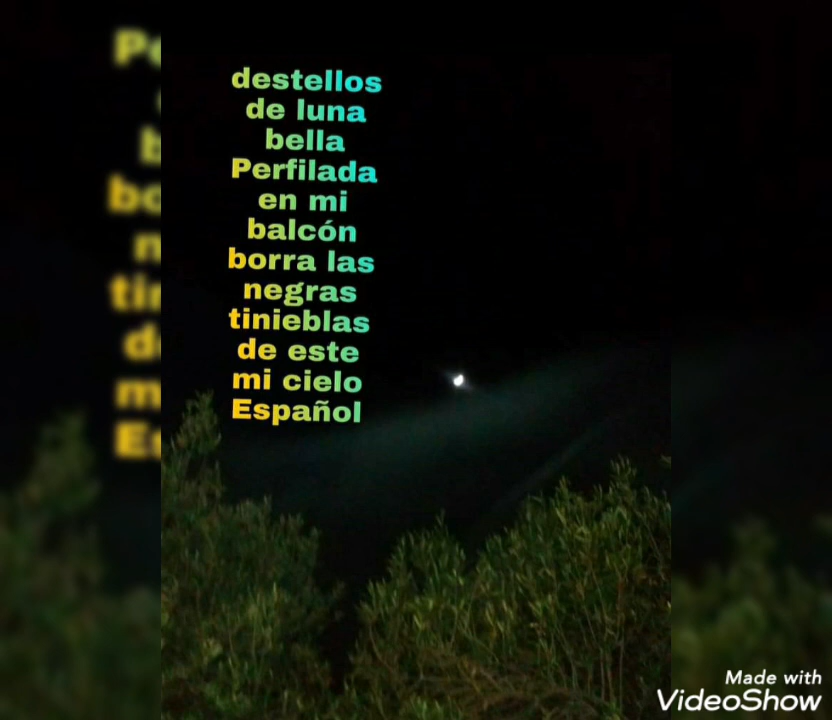 destellos
de luna
bella
Perfilada
en mi
balcón
borra las
negras
tinieblas
de este
mi cielo
Español
Made with
VideoShow